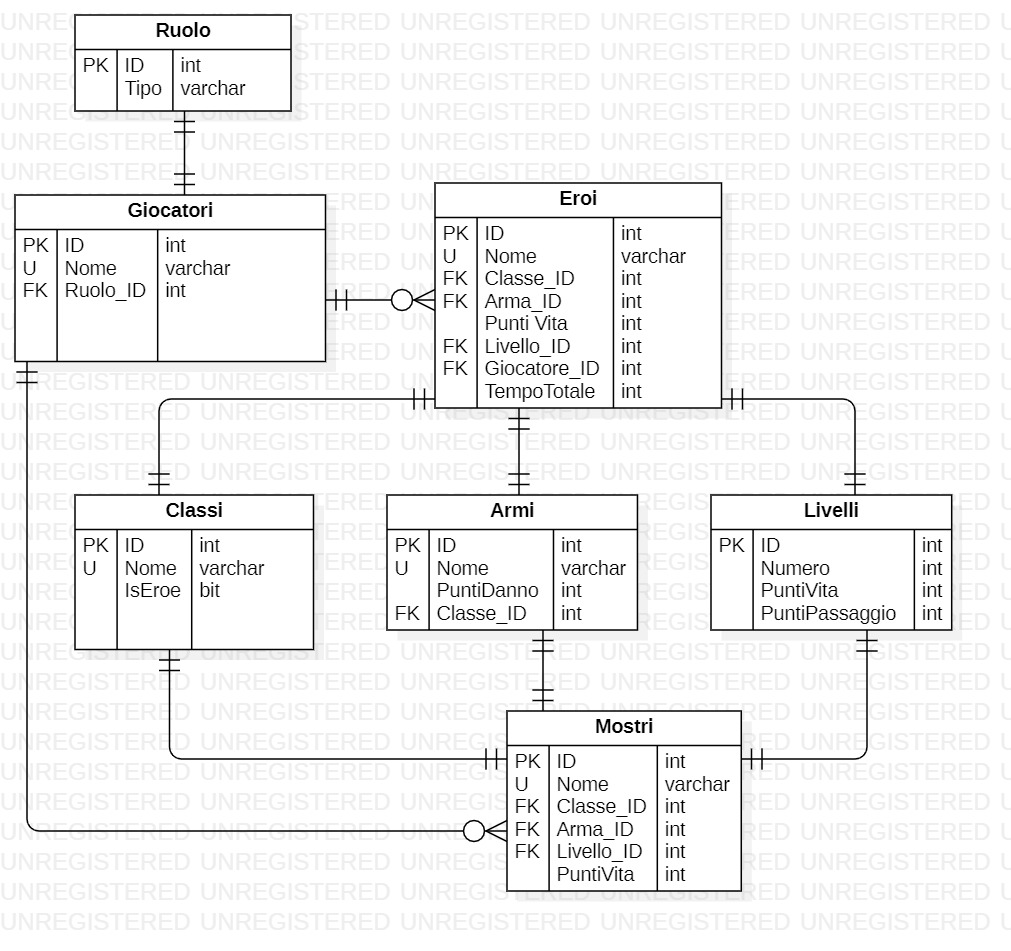 Ruolo
PK ID int
Tipo varchar
Giocatori
PK ID int
U Nome varchar
FK Ruolo_ID int
Eroi
PK ID int
U Nome varchar
FK Classe_ID int
FK Arma_ID int
Punti Vita int
FK Livello_ID int
FK Giocatore_ID int
TempoTotale int
Classi
PK ID int
U Nome varchar
IsEroe bit
Armi
PK ID int
U Nome varchar
PuntiDanno int
FK Classe_ID int
Livelli
PK ID int
Numero int
PuntiVita int
PuntiPassaggio int
Mostri
PK ID int
U Nome varchar
FK Classe_ID int
FK Arma_ID int
FK Livello_ID int
PuntiVita int
UNREGISTERED